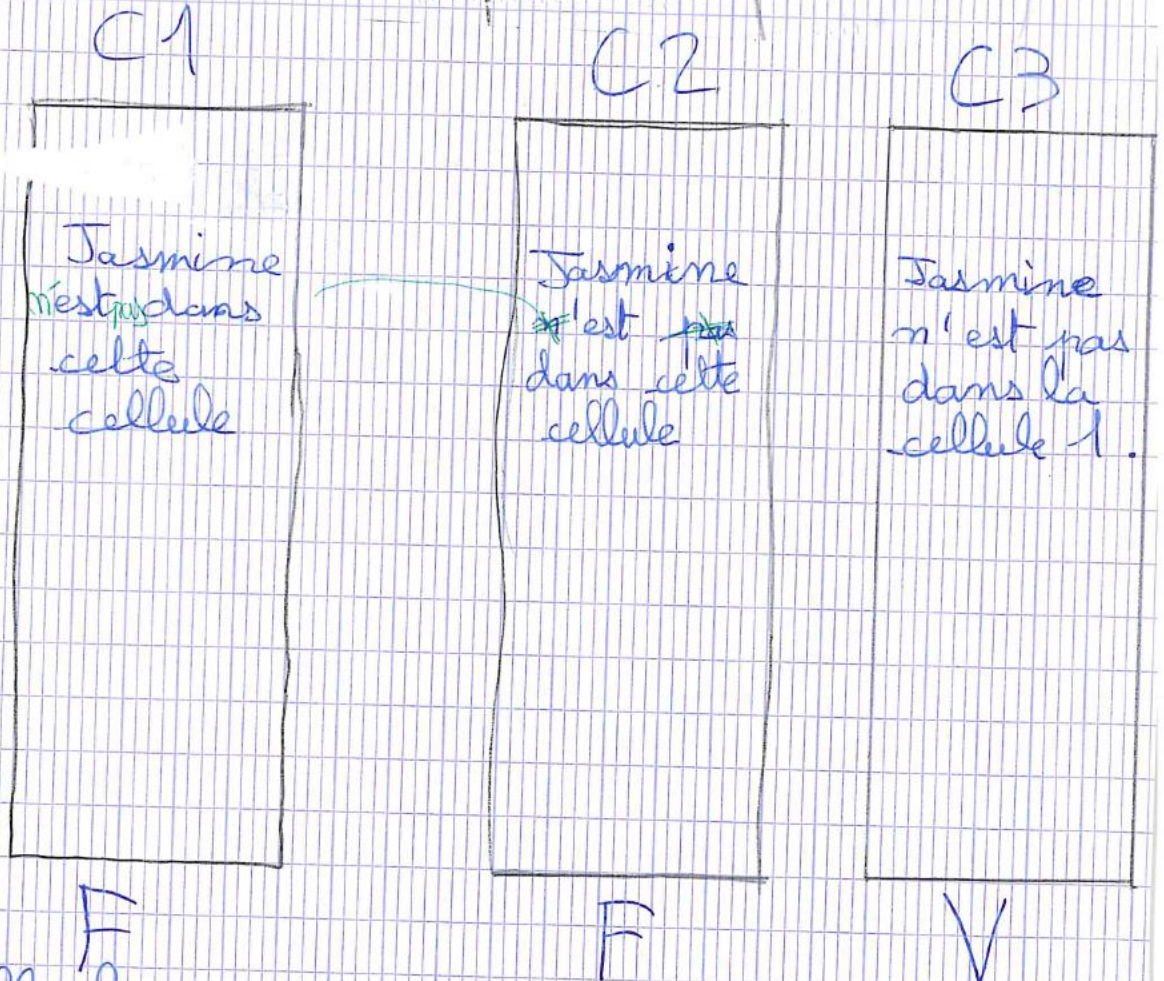 C1
Jasmine
n'est pas dans
cette
cellule
F
C2
Jasmine
n'est pas
dans cette
cellule
F
C3
Jasmine
n'est pas
dans la
cellule 1.
V